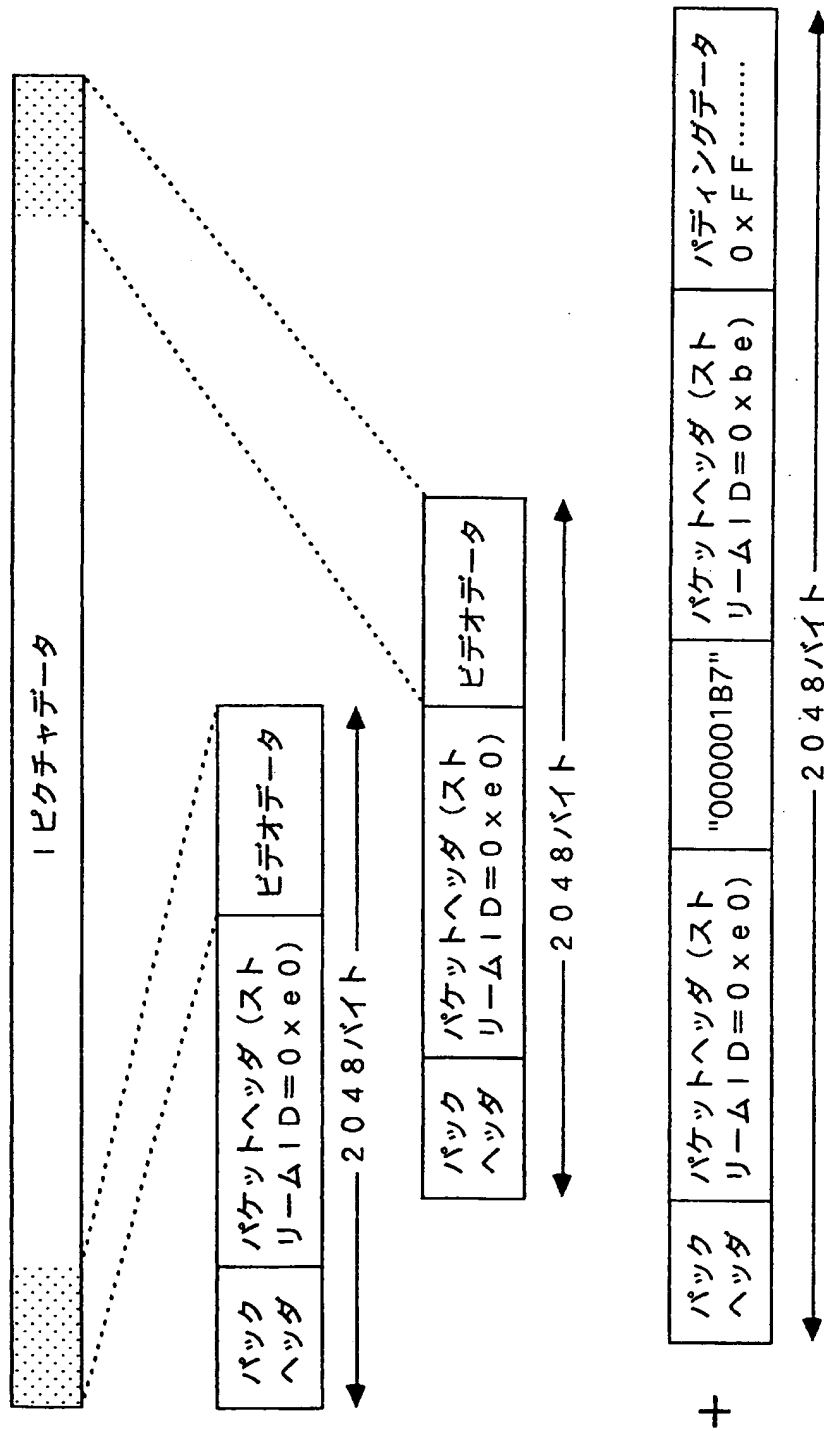 1ピクチャデータ
パック
ヘッダ
パケットヘッダ (スト
リームID=0xe0)
ビデオデータ
2048バイト
パック
ヘッダ
パケットヘッダ (スト
リームID=0xe0)
ビデオデータ
2048バイト
+
パック
ヘッダ
パケットヘッダ (スト
リームID=0xe0)
"000001B7"
パケットヘッダ (スト
リームID=0xbe)
パディングデータ
0xFF………
2048バイト